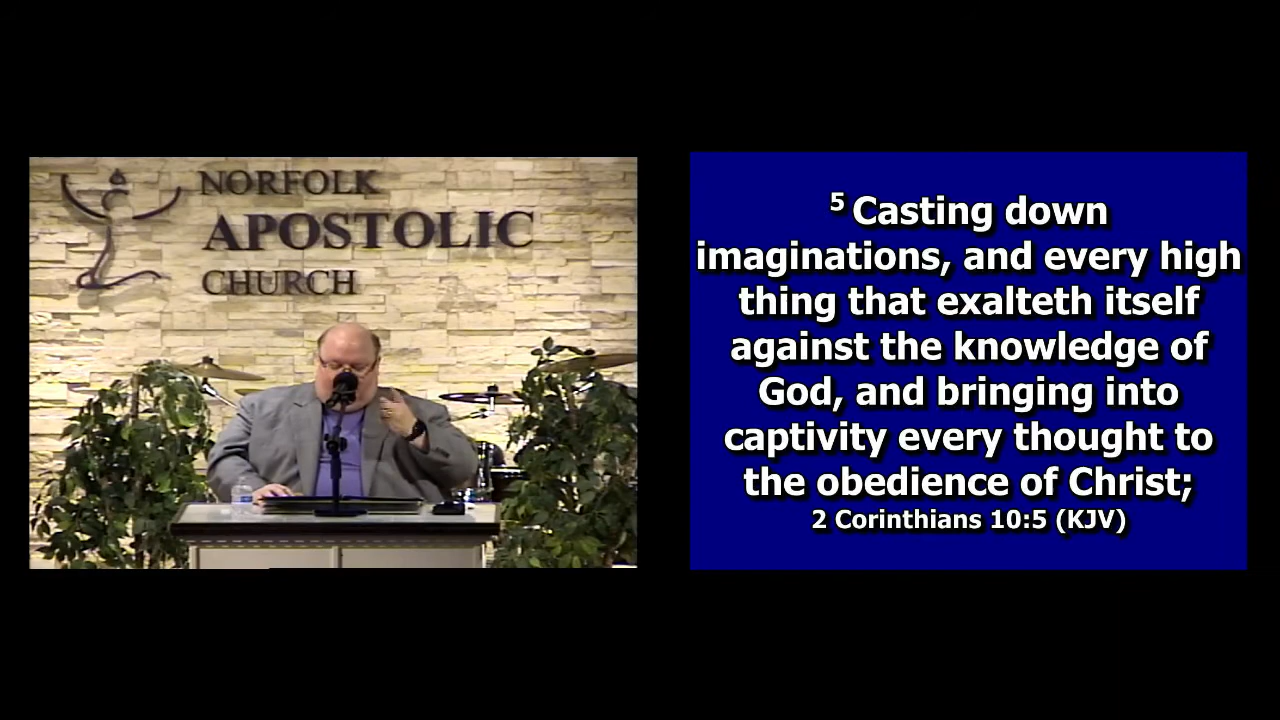 NORFOLK
APOSTOLIC
CHURCH
5 Casting down
imaginations, and every high
thing that exalteth itself
against the knowledge of
God, and bringing into
captivity every thought to
the obedience of Christ;
2 Corinthians 10:5 (KJV)